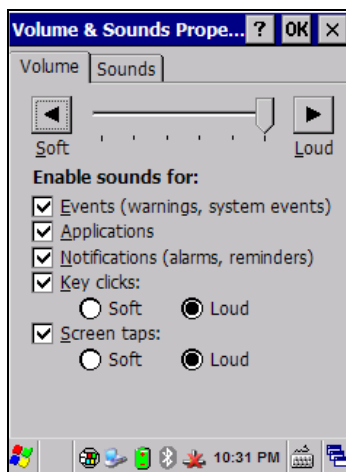 Volume & Sounds Prope... ? OK ×
Volume Sounds
Soft Loud
Enable sounds for:
Events (warnings, system events)
Applications
Notifications (alarms, reminders)
Key clicks:
Soft Loud
Screen taps:
Soft Loud
10:31 PM